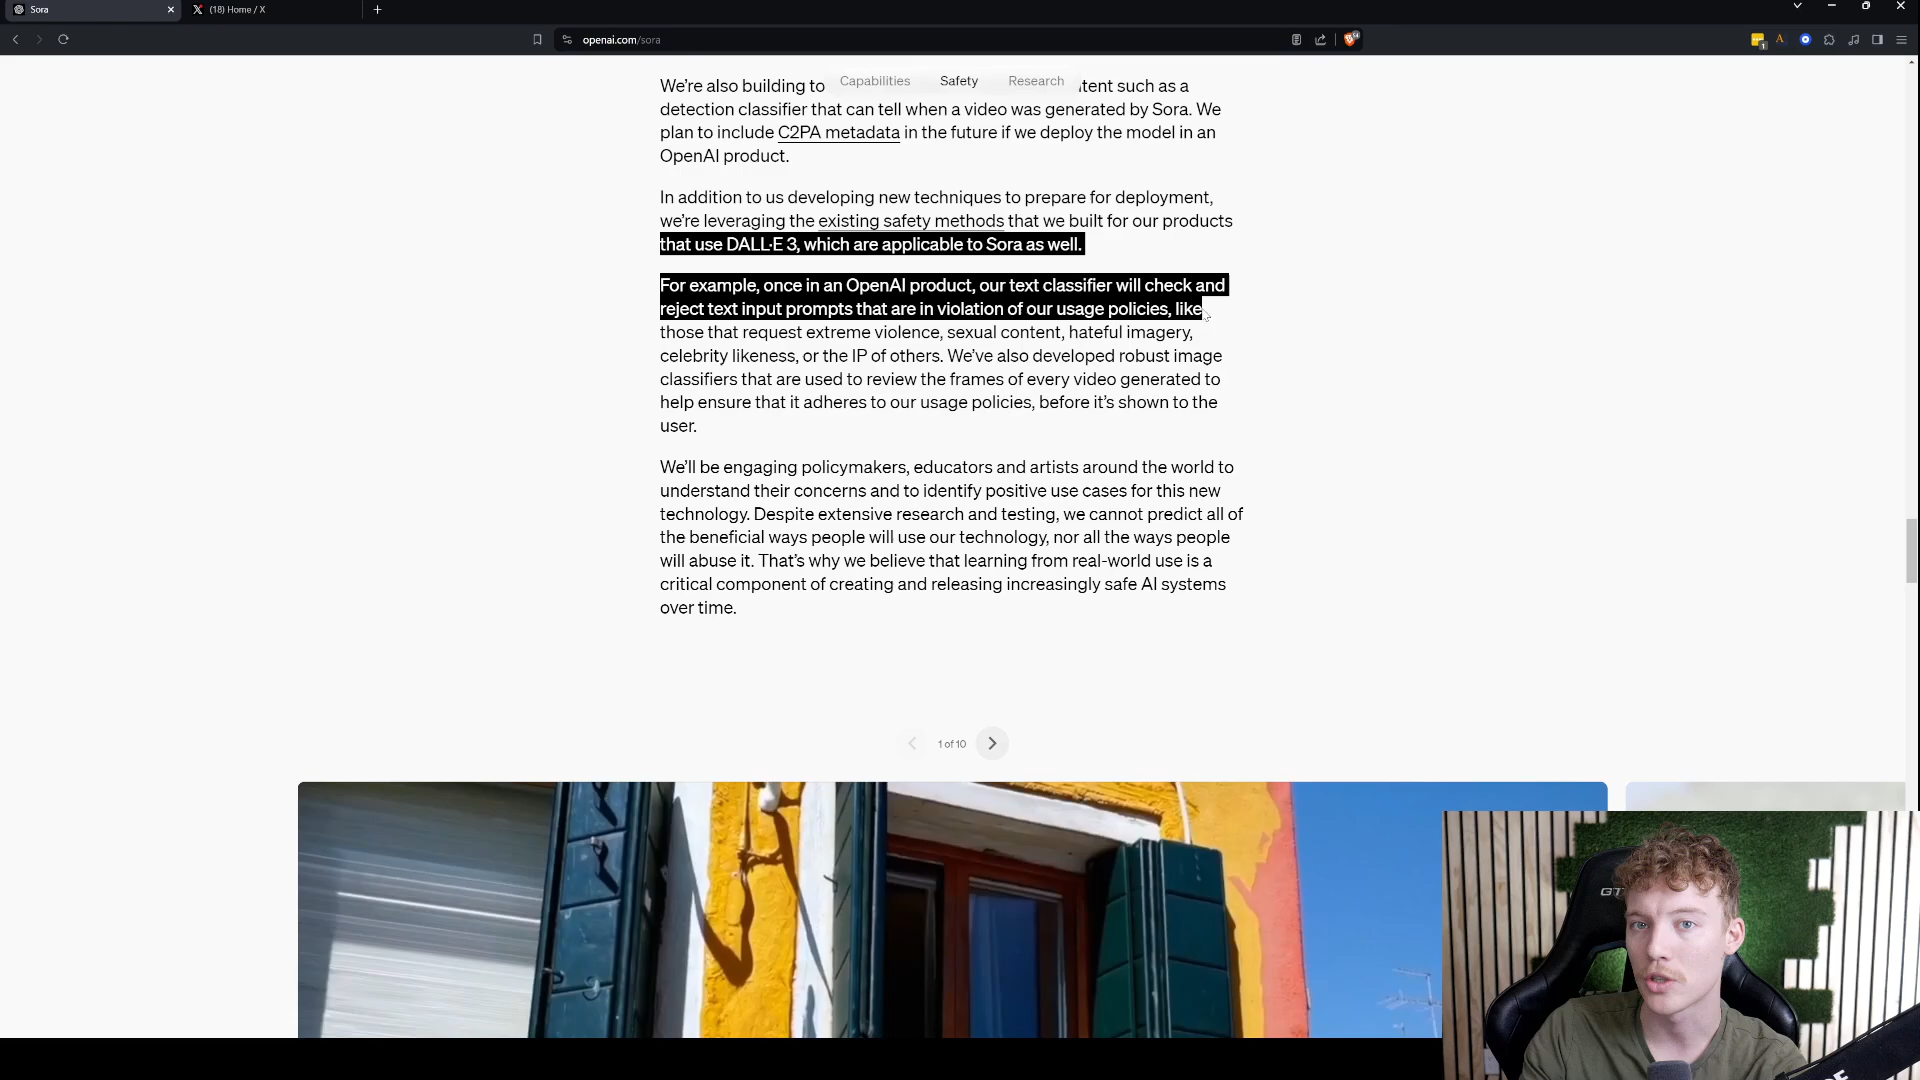 Sora
(18) Home / X
openai.com/sora
Capabilities Safety Research
We're also building to
tent such as a
detection classifier that can tell when a video was generated by Sora. We
plan to include C2PA metadata in the future if we deploy the model in an
OpenAI product.
In addition to us developing new techniques to prepare for deployment,
we're leveraging the existing safety methods that we built for our products
that use DALL·E 3, which are applicable to Sora as well.
For example, once in an OpenAI product, our text classifier will check and
reject text input prompts that are in violation of our usage policies, like
those that request extreme violence, sexual content, hateful imagery,
celebrity likeness, or the IP of others. We've also developed robust image
classifiers that are used to review the frames of every video generated to
help ensure that it adheres to our usage policies, before it's shown to the
user.
We'll be engaging policymakers, educators and artists around the world to
understand their concerns and to identify positive use cases for this new
technology. Despite extensive research and testing, we cannot predict all of
the beneficial ways people will use our technology, nor all the ways people
will abuse it. That's why we believe that learning from real-world use is a
critical component of creating and releasing increasingly safe AI systems
over time.
1 of 10